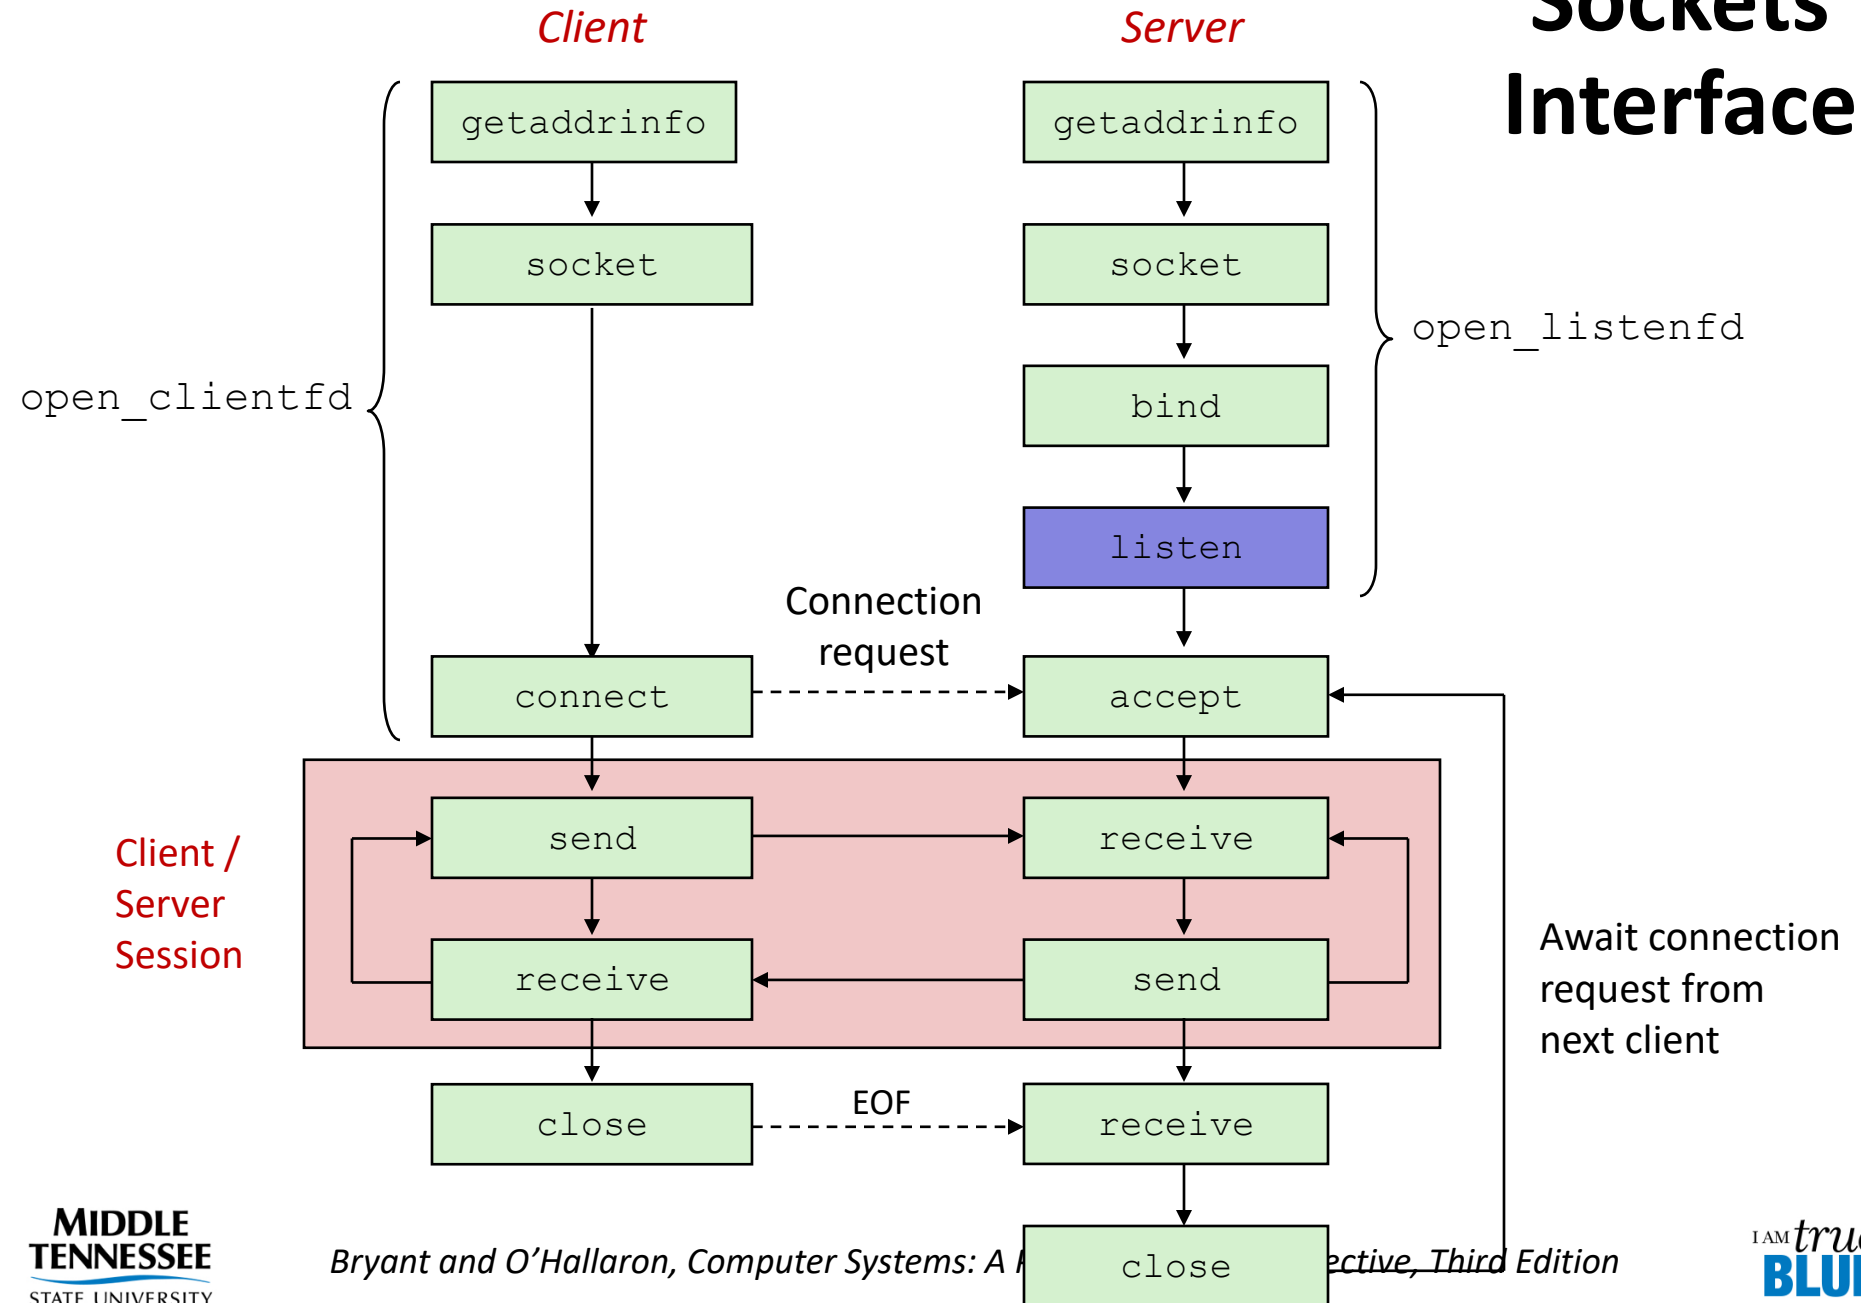 Sockets
Interface
Client
Server
getaddrinfo
getaddrinfo
socket
socket
open_listenfd
open_clientfd
bind
listen
Connection
request
connect
accept
Client /
Server
Session
send
receive
receive
send
Await connection
request from
next client
close
EOF
receive
close
Bryant and O'Hallaron, Computer Systems: A
Third Edition
MIDDLE
TENNESSEE
STATE UNIVERSITY
I AM true
BLUE